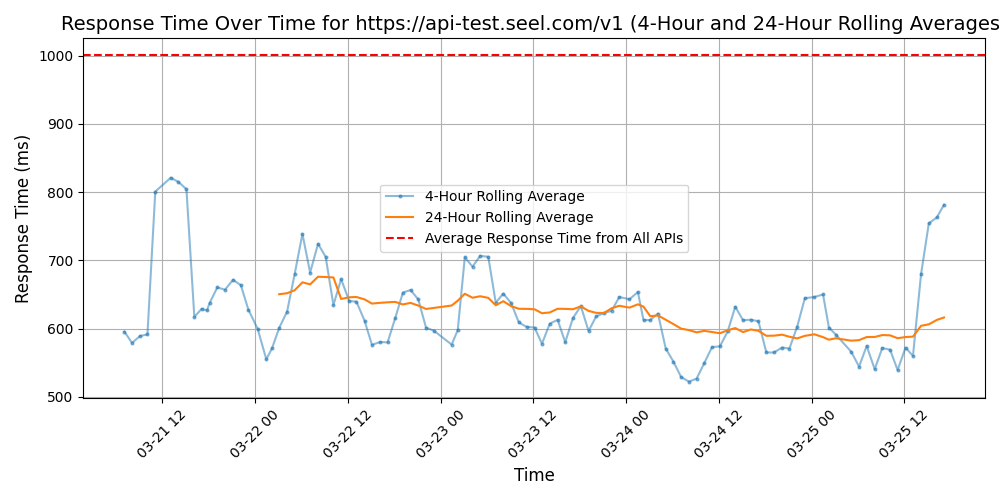 Response Time Over Time for https://api-test.seel.com/v1 (4-Hour and 24-Hour Rolling Averages
Response Time (ms)
1000
900
800
700
600
500
4-Hour Rolling Average
24-Hour Rolling Average
Average Response Time from All APIs
03-21 12
03-22 00
03-22 12
03-23 00
03-23 12
03-24 00
03-24 12
03-25 00
03-25 12
Time